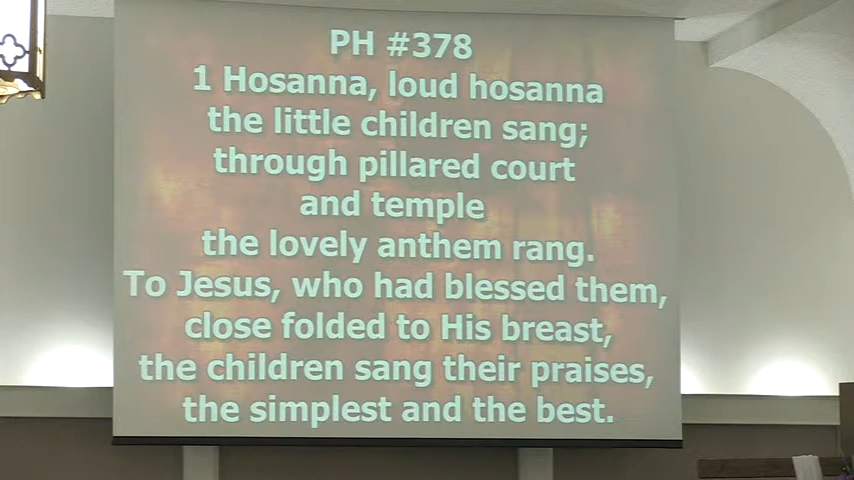 PH #378
1 Hosanna, loud hosanna
the little children sang;
through pillared court
and temple
the lovely anthem rang.
To Jesus, who had blessed them,
close folded to His breast,
the children sang their praises,
the simplest and the best.